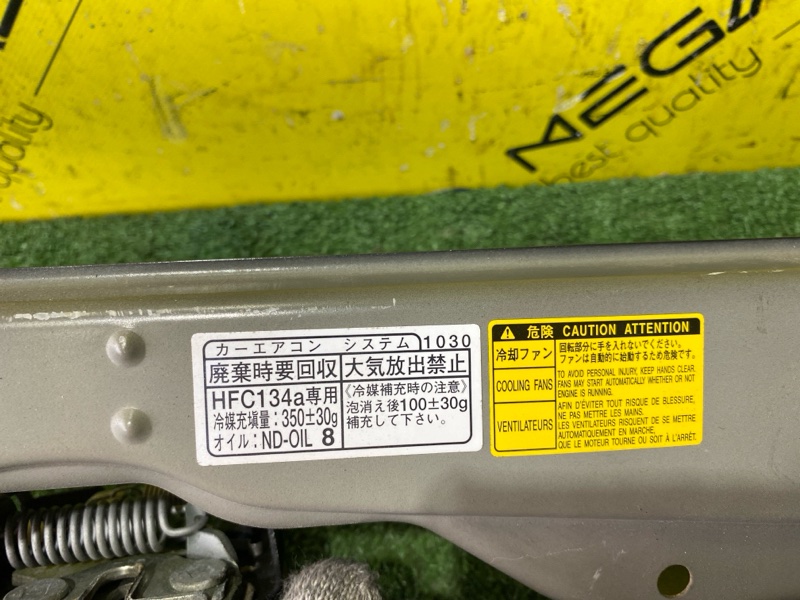 NEGA
best quality
quality
カーエアコン システム 1030
廃棄時要回収 大気放出禁止
HFC134a専用
冷媒充填量：350±30g
オイル：ND-OIL 8
〈冷媒補充時の注意〉
泡消え後100±30g
補充して下さい。
危険 CAUTION ATTENTION
冷却ファン
回転部分に手を入れないでください。
ファンは自動的に始動するため危険です。
COOLING FANS
TO AVOID PERSONAL INJURY, KEEP HANDS CLEAR.
FANS MAY START AUTOMATICALLY WHETHER OR NOT
ENGINE IS RUNNING.
VENTILATEURS
AFIN D'ÉVITER TOUT RISQUE DE BLESSURE,
NE PAS METTRE LES MAINS.
LES VENTILATEURS RISQUENT DE SE METTRE
AUTOMATIQUEMENT EN MARCHE,
QUE LE MOTEUR TOURNE OU SOIT À L'ARRÊT.